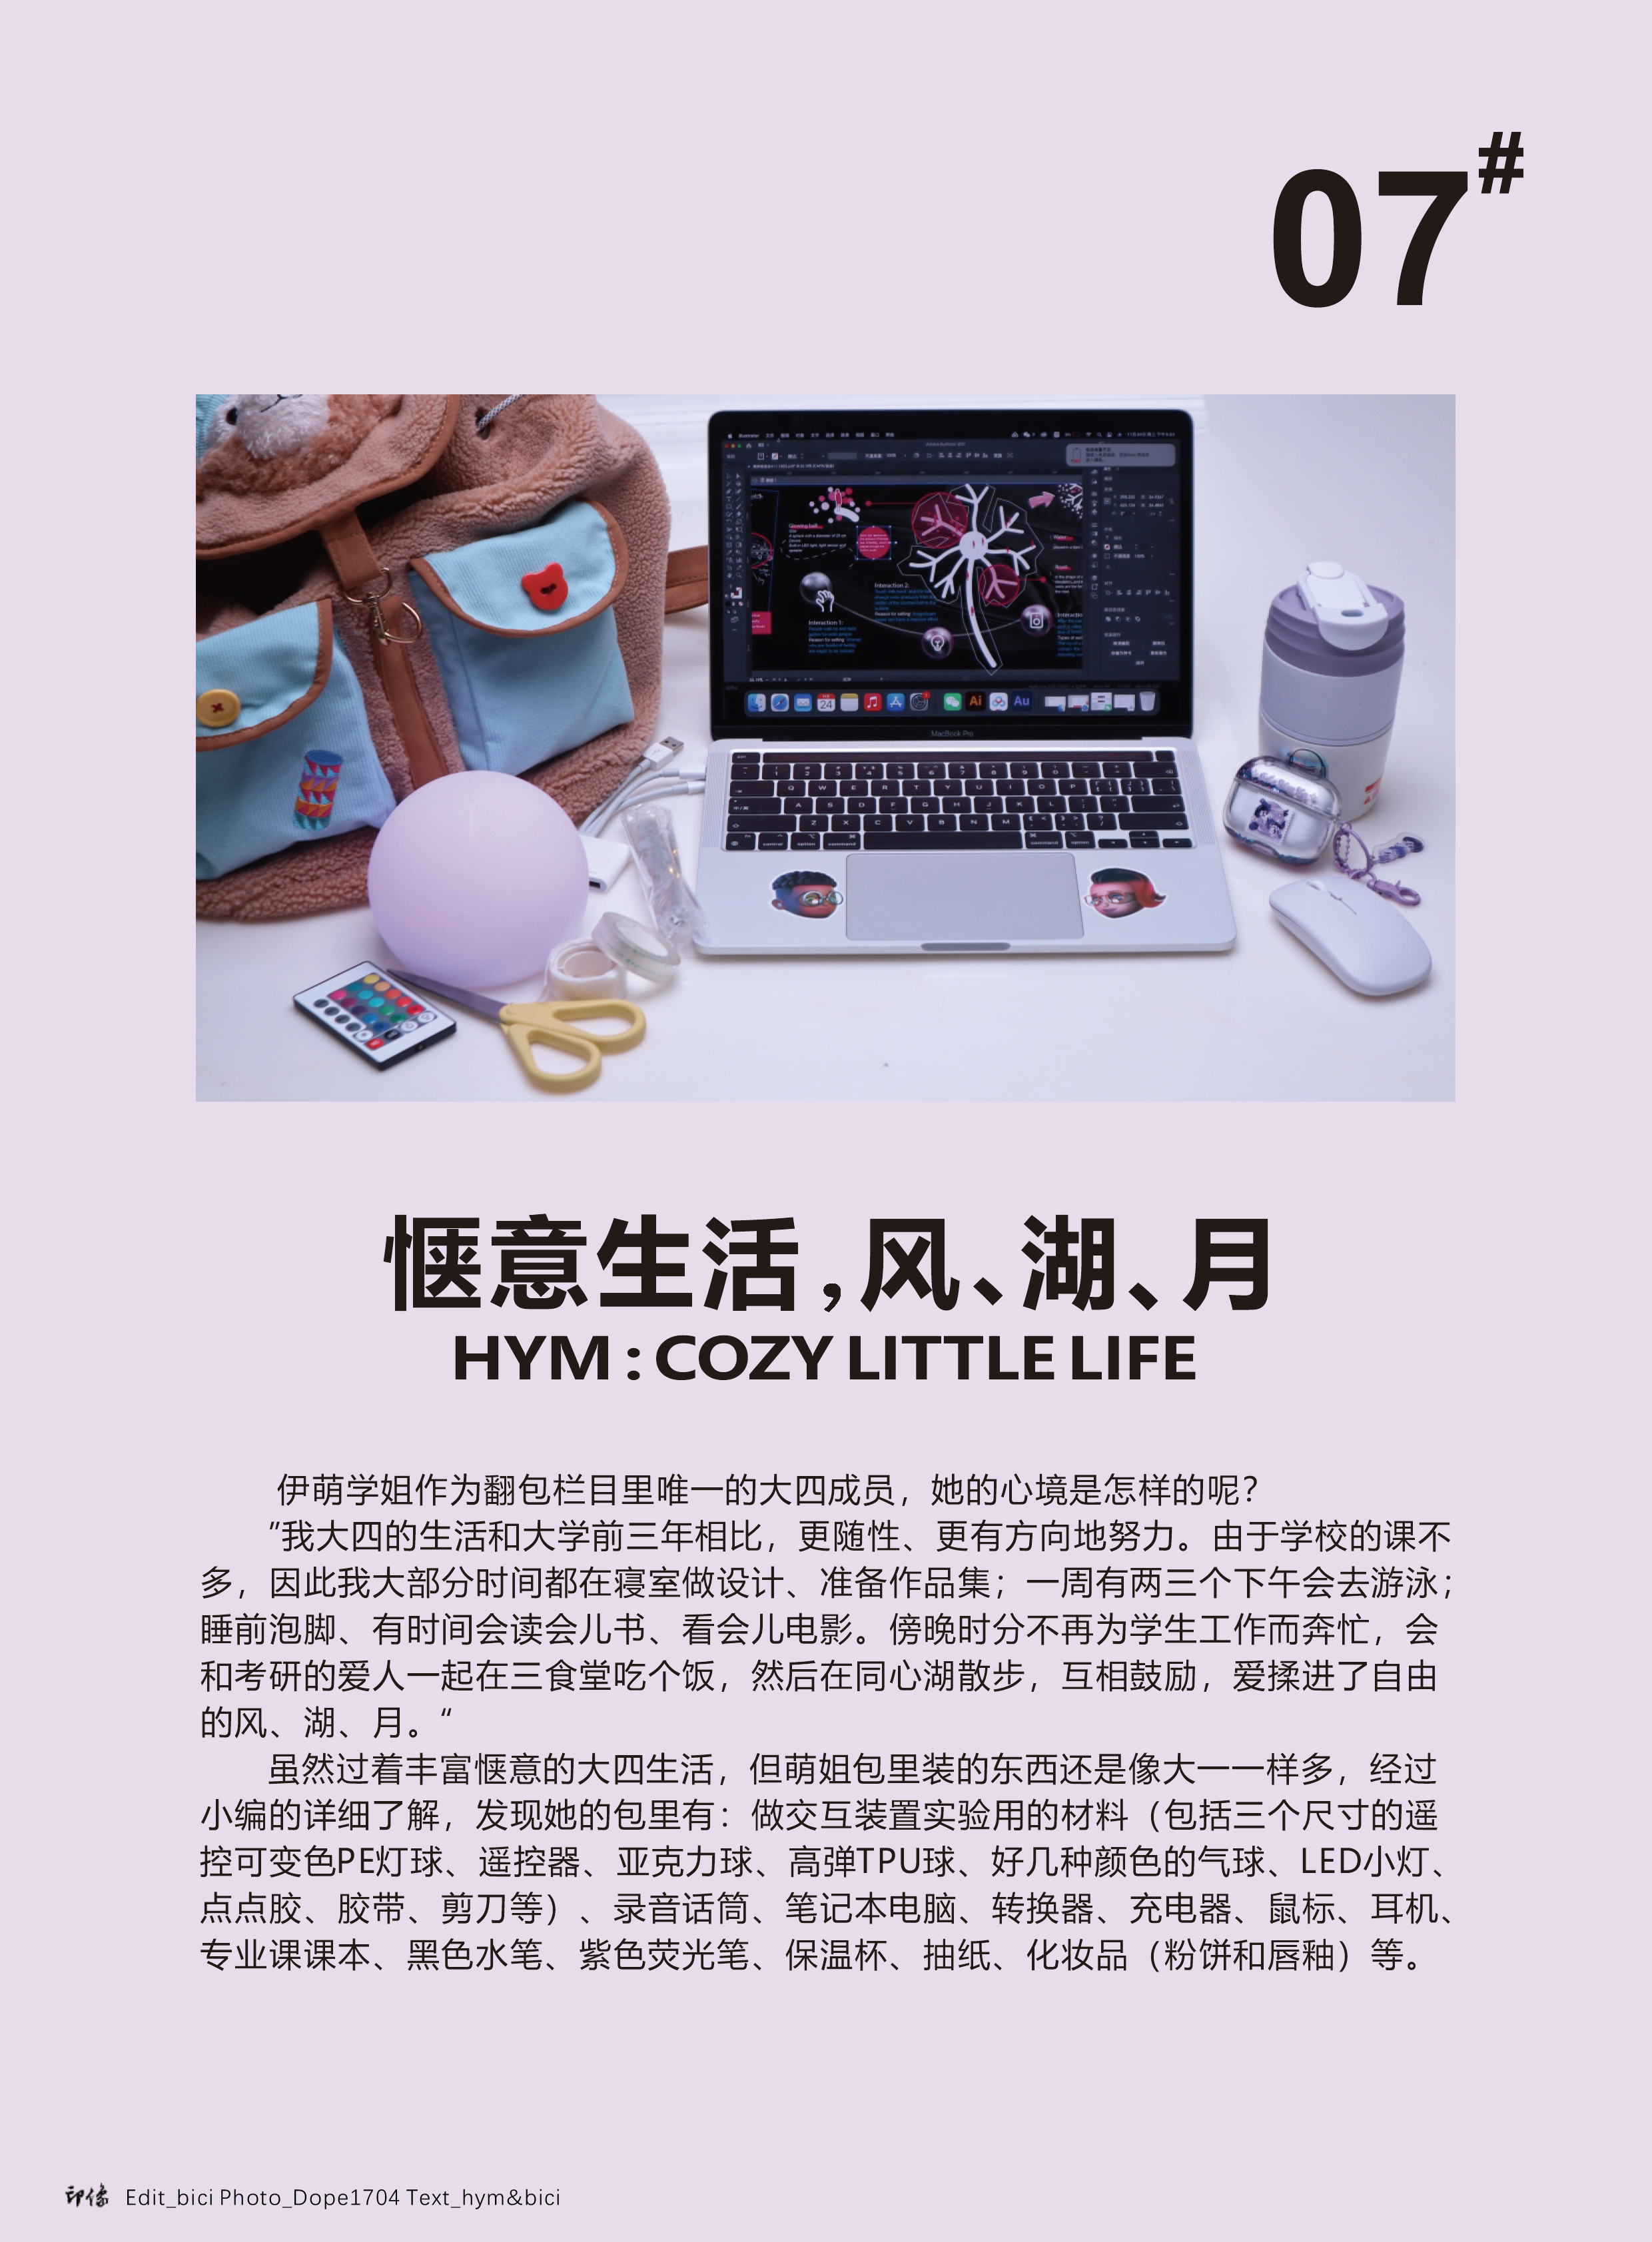 07#
Interaction 2:
Interaction 1:
MacBook Pro
惬意生活，风、湖、月
HYM : COZY LITTLE LIFE
伊萌学姐作为翻包栏目里唯一的大四成员，她的心境是怎样的呢？
"我大四的生活和大学前三年相比，更随性、更有方向地努力。由于学校的课不
多，因此我大部分时间都在寝室做设计、准备作品集；一周有两三个下午会去游泳；
睡前泡脚、有时间会读会儿书、看会儿电影。傍晚时分不再为学生工作而奔忙，会
和考研的爱人一起在三食堂吃个饭，然后在同心湖散步，互相鼓励，爱揉进了自由
的风、湖、月。“
虽然过着丰富惬意的大四生活，但萌姐包里装的东西还是像大一一样多，经过
小编的详细了解，发现她的包里有：做交互装置实验用的材料（包括三个尺寸的遥
控可变色PE灯球、遥控器、亚克力球、高弹TPU球、好几种颜色的气球、LED小灯、
点点胶、胶带、剪刀等）、录音话筒、笔记本电脑、转换器、充电器、鼠标、耳机、
专业课课本、黑色水笔、紫色荧光笔、保温杯、抽纸、化妆品（粉饼和唇釉）等。
印像 Edit_bici Photo_Dope1704 Text_hym&bici